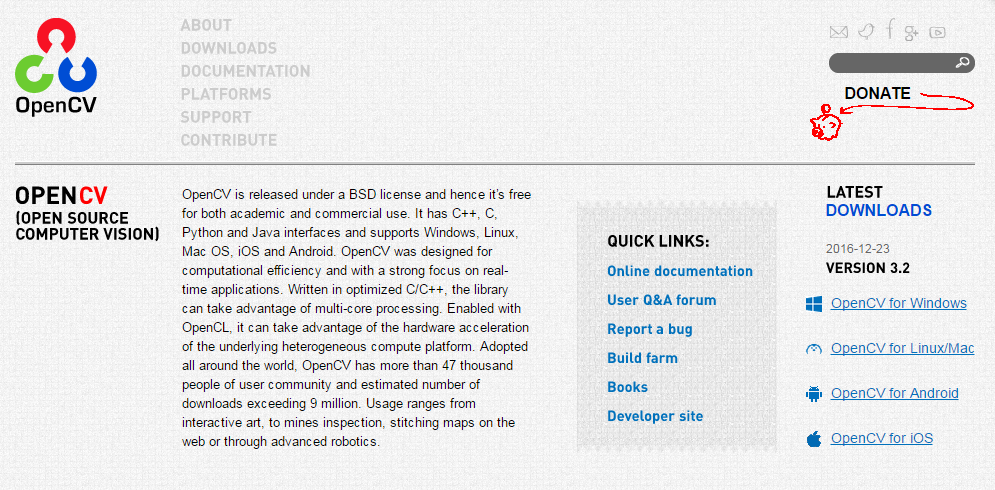 OpenCV
ABOUT
DOWNLOADS
DOCUMENTATION
PLATFORMS
SUPPORT
CONTRIBUTE
DONATE
OPENCV
(OPEN SOURCE
COMPUTER VISION)
OpenCV is released under a BSD license and hence it's free
for both academic and commercial use. It has C++, C,
Python and Java interfaces and supports Windows, Linux,
Mac OS, iOS and Android. OpenCV was designed for
computational efficiency and with a strong focus on real-
time applications. Written in optimized C/C++, the library
can take advantage of multi-core processing. Enabled with
OpenCL, it can take advantage of the hardware acceleration
of the underlying heterogeneous compute platform. Adopted
all around the world, OpenCV has more than 47 thousand
people of user community and estimated number of
downloads exceeding 9 million. Usage ranges from
interactive art, to mines inspection, stitching maps on the
web or through advanced robotics.
QUICK LINKS:
Online documentation
User Q&A forum
Report a bug
Build farm
Books
Developer site
LATEST
DOWNLOADS
2016-12-23
VERSION 3.2
OpenCV for Windows
OpenCV for Linux/Mac
OpenCV for Android
OpenCV for iOS